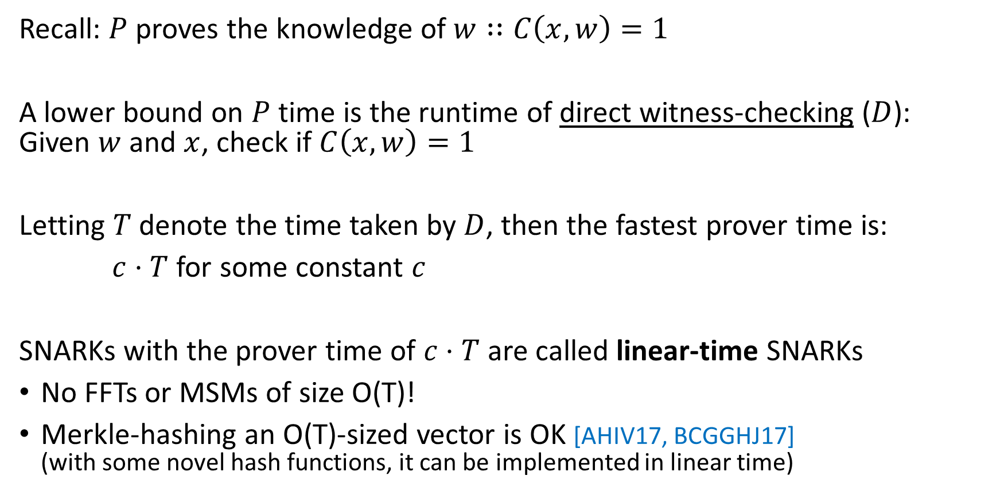 Recall: P proves the knowledge of w :: C(x, w) = 1
A lower bound on P time is the runtime of direct witness-checking (D):
Given w and x, check if C(x, w) = 1
Letting T denote the time taken by D, then the fastest prover time is:
c · T for some constant c
SNARKs with the prover time of c · T are called linear-time SNARKs
• No FFTs or MSMs of size O(T)!
• Merkle-hashing an O(T)-sized vector is OK [AHIV17, BCGGHJ17]
(with some novel hash functions, it can be implemented in linear time)